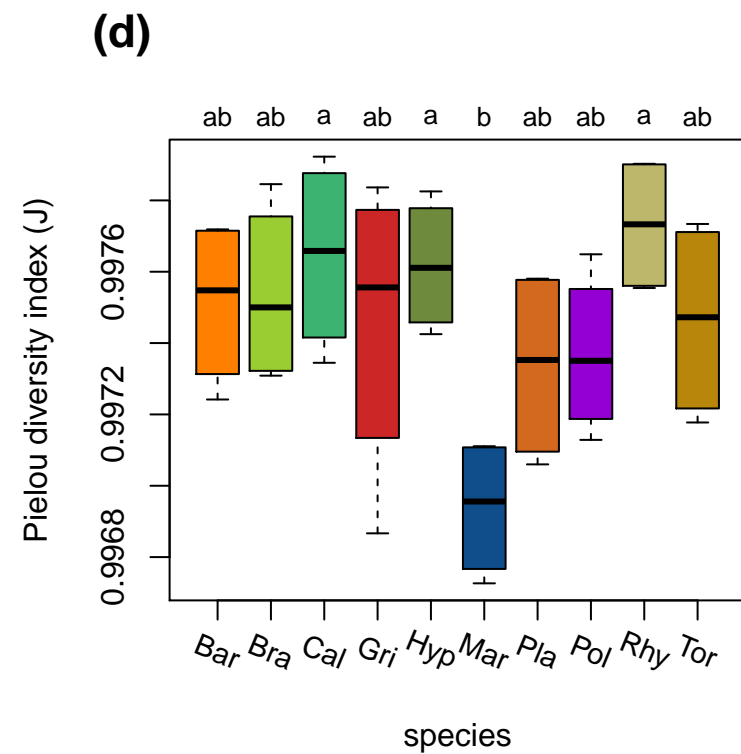 (d)
ab ab a ab a b ab ab a ab
Pielou diversity index (J)
0.9976
0.9972
0.9968
Bar Bra Cal Gri Hyp Mar Pla Pol Rhy Tor
species